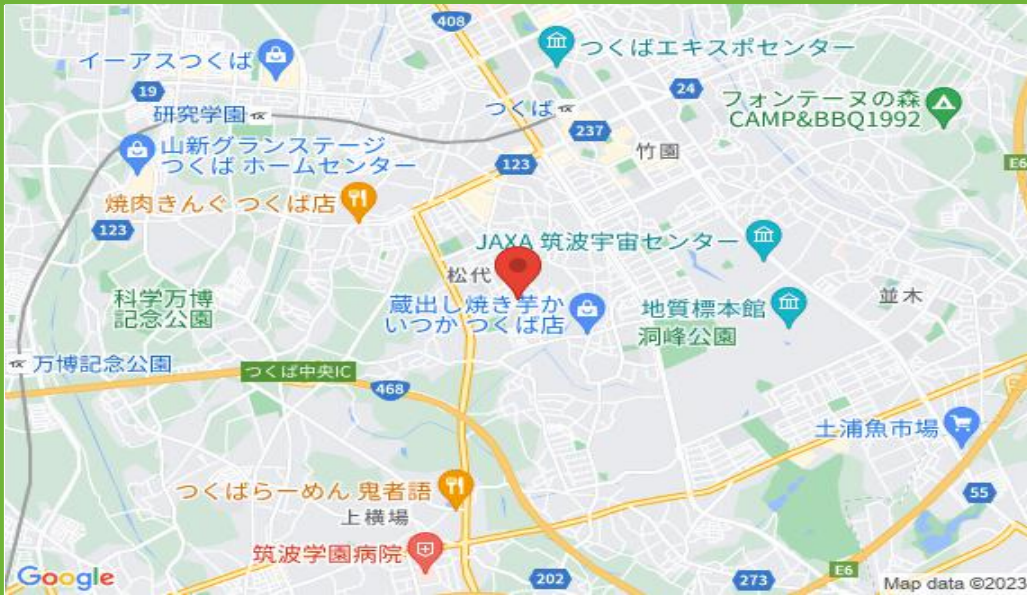 408
イーアスつくば
つくばエキスポセンター
19
24
研究学園
つくば
フォンテーヌの森
CAMP&BBQ1992
237
山新グランステージ
つくば ホームセンター
竹園
123
E6
焼肉きんぐ つくば店
123
JAXA 筑波宇宙センター
松代
科学万博
記念公園
蔵出し焼き芋か
いつか つくば店
地質標本館
並木
洞峰公園
万博記念公園
つくば中央IC
468
土浦魚市場
つくばらーめん 鬼者語
55
上横場
筑波学園病院
E6
Google
202
273
Map data ©2023